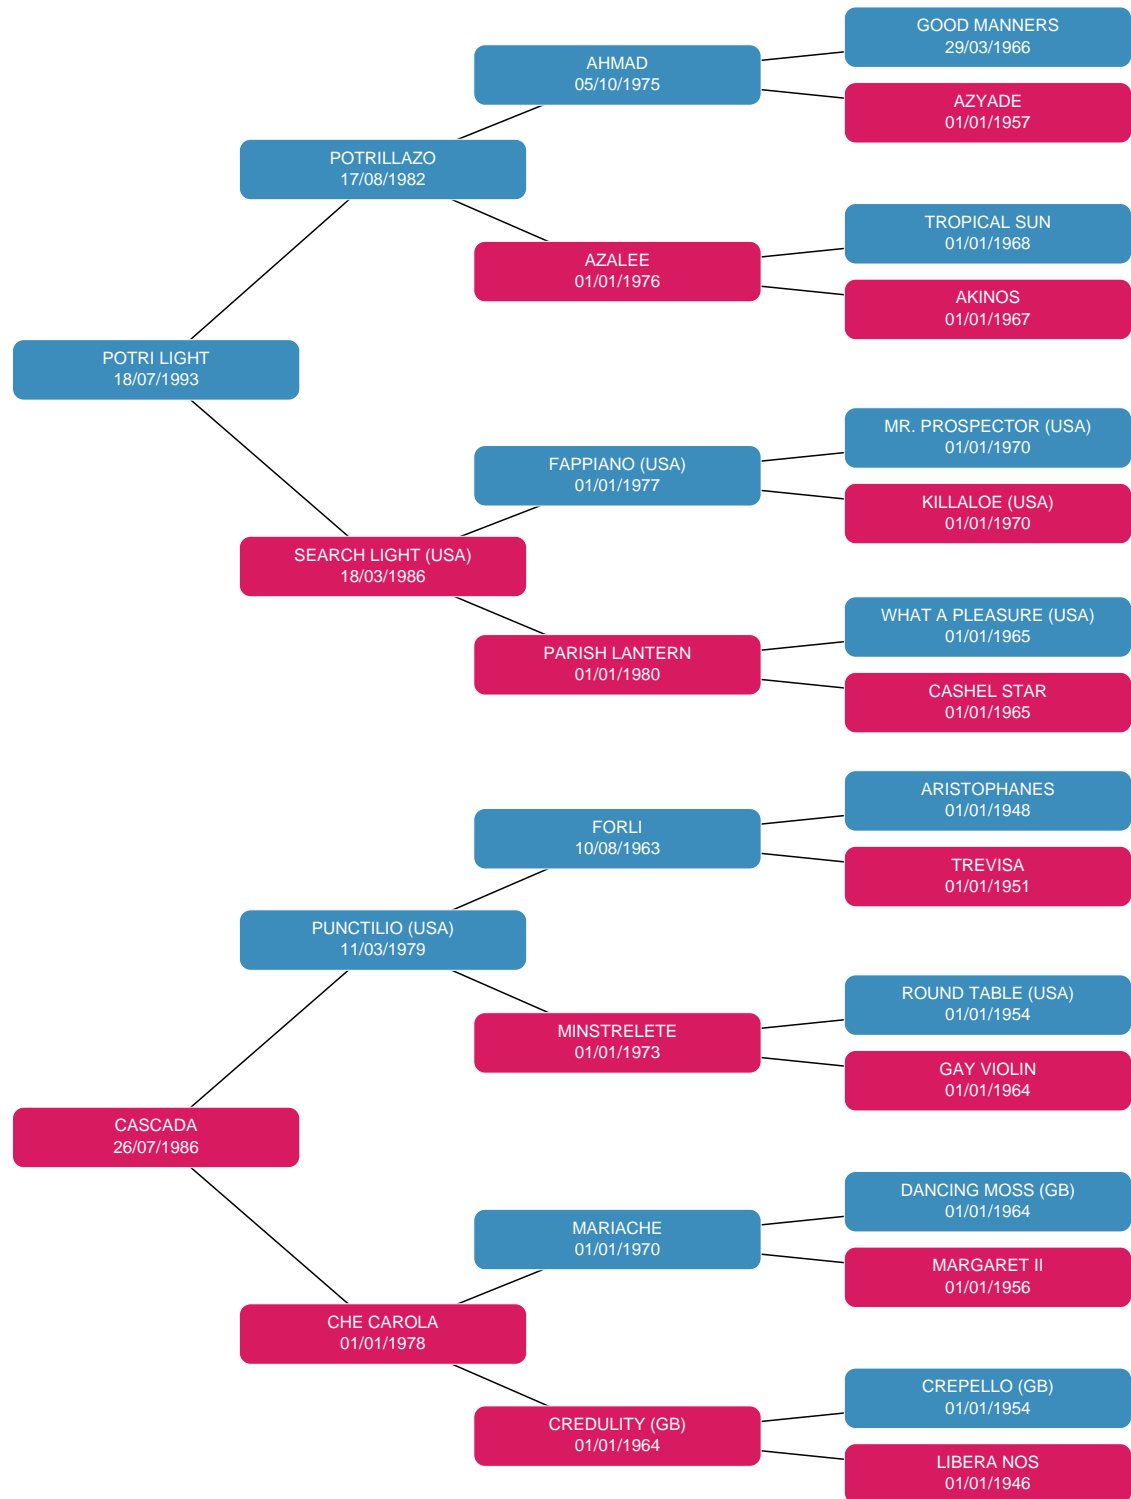 GOOD MANNERS
29/03/1966
AHMAD
05/10/1975
AZYADE
01/01/1957
POTRILLAZO
17/08/1982
TROPICAL SUN
01/01/1968
AZALEE
01/01/1976
AKINOS
01/01/1967
POTRI LIGHT
18/07/1993
MR. PROSPECTOR (USA)
01/01/1970
FAPPIANO (USA)
01/01/1977
KILLALOE (USA)
01/01/1970
SEARCH LIGHT (USA)
18/03/1986
WHAT A PLEASURE (USA)
01/01/1965
PARISH LANTERN
01/01/1980
CASHEL STAR
01/01/1965
ARISTOPHANES
01/01/1948
FORLI
10/08/1963
TREVISA
01/01/1951
PUNCTILIO (USA)
11/03/1979
ROUND TABLE (USA)
01/01/1954
MINSTRELETE
01/01/1973
GAY VIOLIN
01/01/1964
CASCADA
26/07/1986
DANCING MOSS (GB)
01/01/1964
MARIACHE
01/01/1970
MARGARET II
01/01/1956
CHE CAROLA
01/01/1978
CREPELLO (GB)
01/01/1954
CREDULITY (GB)
01/01/1964
LIBERA NOS
01/01/1946